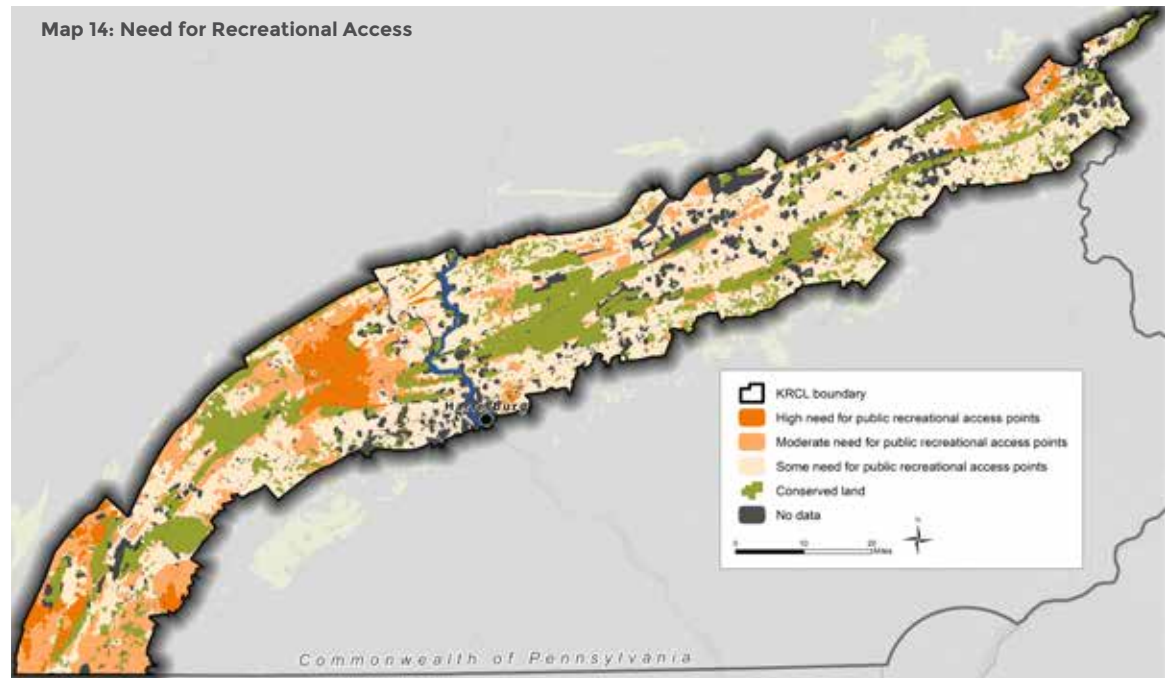 Map 14: Need for Recreational Access
Harrisburg
KRCL boundary
High need for public recreational access points
Moderate need for public recreational access points
Some need for public recreational access points
Conserved land
No data
N
0 10 20
Miles
Commonwealth of Pennsylvania